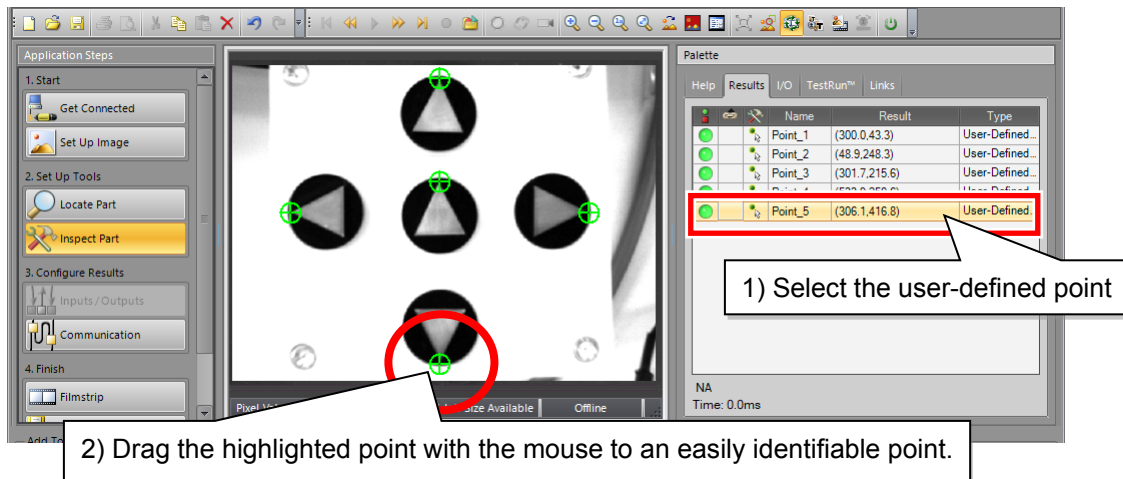 Application Steps
1. Start
Get Connected
Set Up Image
2. Set Up Tools
Locate Part
Inspect Part
3. Configure Results
Inputs/Outputs
Communication
4. Finish
Filmstrip
Palette
Help Results I/O TestRun™ Links
Name Result Type
Point_1 (300.0,43.3) User-Defined...
Point_2 (48.9,248.3) User-Defined...
Point_3 (301.7,215.6) User-Defined...
Point_5 (306.1,416.8) User-Defined.
1) Select the user-defined point
NA
Time: 0.0ms
Size Available Offline
2) Drag the highlighted point with the mouse to an easily identifiable point.